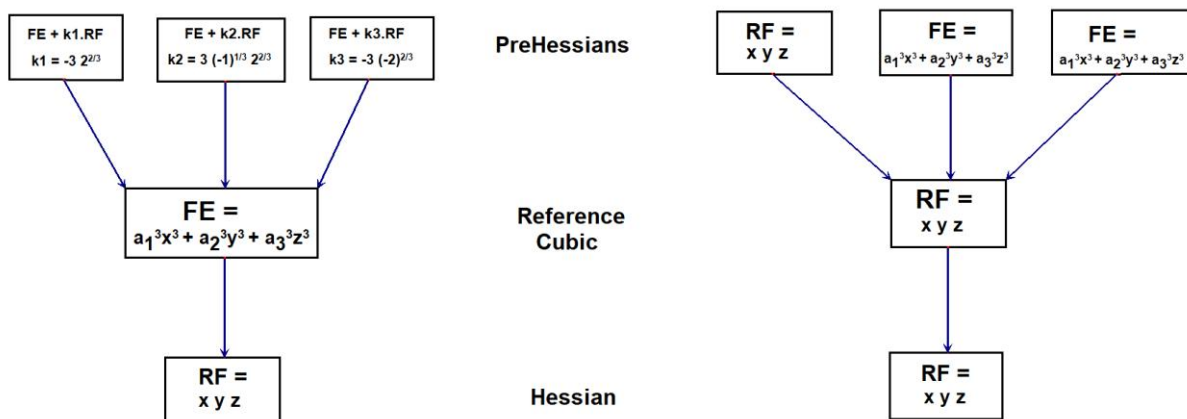 FE + k1.RF
k1 = -3 2^{2/3}
FE + k2.RF
k2 = 3 (-1)^{1/3} 2^{2/3}
FE + k3.RF
k3 = -3 (-2)^{2/3}
PreHessians
RF =
x y z
FE =
a₁³x³ + a₂³y³ + a₃³z³
FE =
a₁³x³ + a₂³y³ + a₃³z³
FE =
a₁³x³ + a₂³y³ + a₃³z³
Reference
Cubic
RF =
x y z
RF =
x y z
Hessian
RF =
x y z